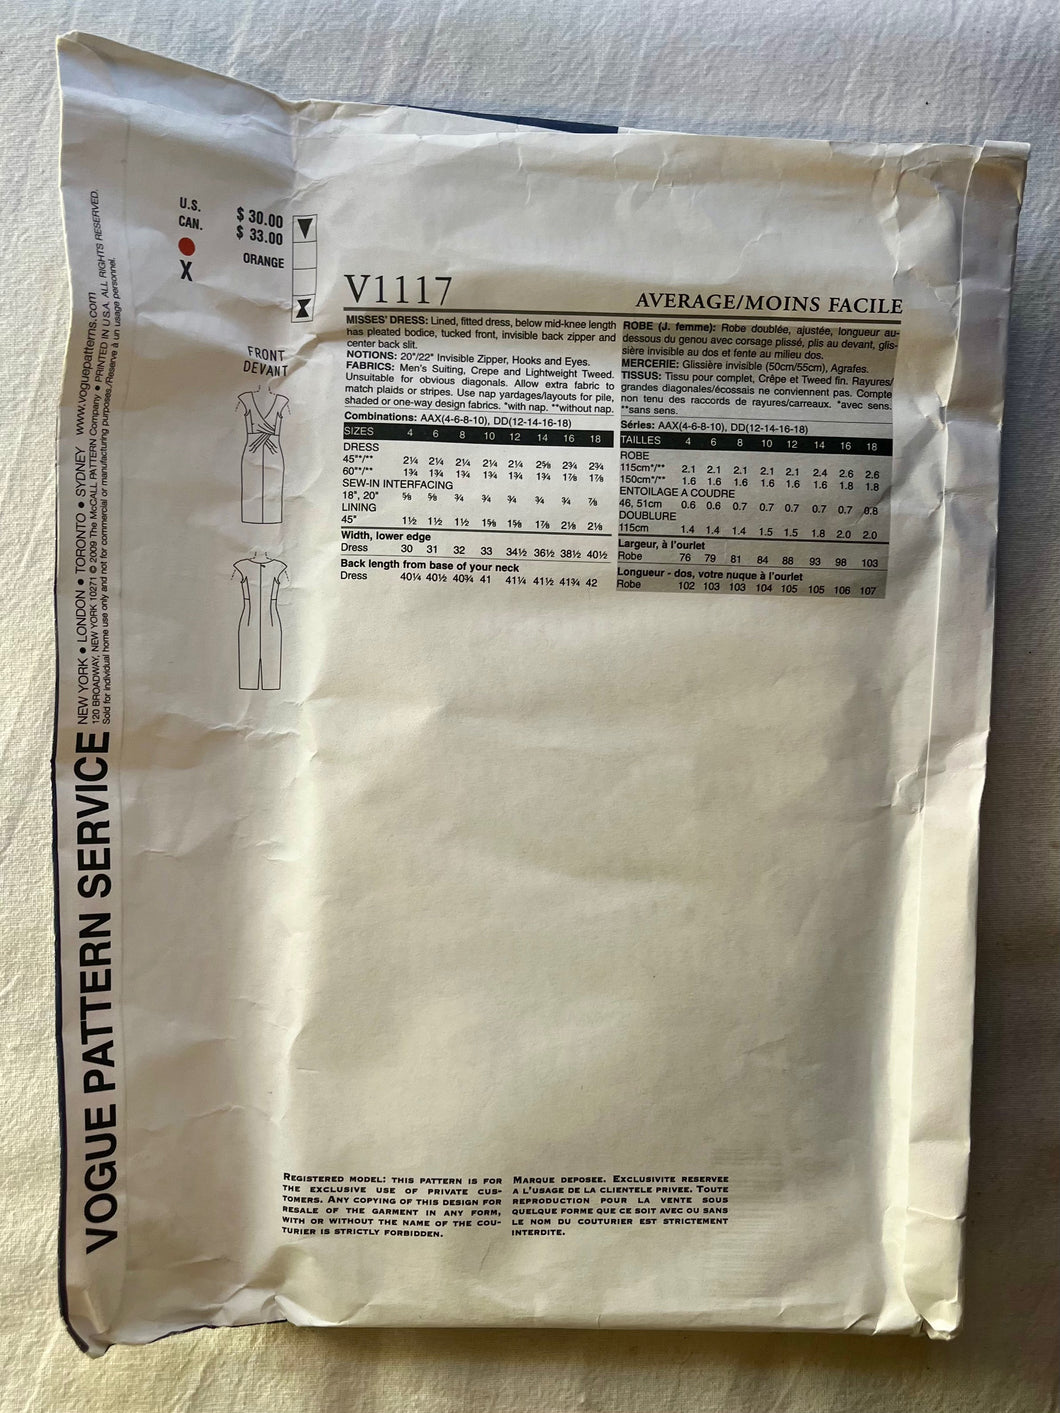 U.S. $ 30.00
CAN. $ 33.00
ORANGE
X
FRONT
DEVANT
V1117
AVERAGE/MOINS FACILE
MISSES' DRESS: Lined, fitted dress, below mid-knee length
has pleated bodice, tucked front, invisible back zipper and
center back slit.
NOTIONS: 20"/22" Invisible Zipper, Hooks and Eyes.
FABRICS: Men's Suiting, Crepe and Lightweight Tweed.
Unsuitable for obvious diagonals. Allow extra fabric to
match plaids or stripes. Use nap yardages/layouts for pile,
shaded or one-way design fabrics. *with nap. **without nap.
Combinations: AAX(4-6-8-10), DD(12-14-16-18)
SIZES 4 6 8 10 12 14 16 18
DRESS
45"*/** 2¼ 2¼ 2¼ 2¼ 2¼ 2⅝ 2¾ 2¾
60"*/** 1¾ 1¾ 1¾ 1¾ 1¾ 1¾ 1⅞ 1⅞
SEW-IN INTERFACING
18", 20" ⅝ ⅝ ¾ ¾ ¾ ¾ ¾ ⅞
LINING
45" 1½ 1½ 1½ 1⅝ 1⅝ 1⅞ 2⅛ 2⅛
Width, lower edge
Dress 30 31 32 33 34½ 36½ 38½ 40½
Back length from base of your neck
Dress 40¼ 40½ 40¾ 41 41¼ 41½ 41¾ 42
ROBE (J. femme): Robe doublée, ajustée, longueur au-
dessous du genou avec corsage plissé, plis au devant, glis-
sière invisible au dos et fente au milieu dos.
MERCERIE: Glissière invisible (50cm/55cm), Agrafes.
TISSUS: Tissu pour complet, Crêpe et Tweed fin. Rayures/
grandes diagonales/écossais ne conviennent pas. Compte
non tenu des raccords de rayures/carreaux. *avec sens.
**sans sens.
Séries: AAX(4-6-8-10), DD(12-14-16-18)
TAILLES 4 6 8 10 12 14 16 18
ROBE
115cm*/** 2.1 2.1 2.1 2.1 2.1 2.4 2.6 2.6
150cm*/** 1.6 1.6 1.6 1.6 1.6 1.6 1.8 1.8
ENTOILAGE A COUDRE
46, 51cm 0.6 0.6 0.7 0.7 0.7 0.7 0.7 0.8
DOUBLURE
115cm 1.4 1.4 1.4 1.5 1.5 1.8 2.0 2.0
Largeur, à l'ourlet
Robe 76 79 81 84 88 93 98 103
Longueur - dos, votre nuque à l'ourlet
Robe 102 103 103 104 105 105 106 107
REGISTERED MODEL: THIS PATTERN IS FOR
THE EXCLUSIVE USE OF PRIVATE CUS-
TOMERS. ANY COPYING OF THIS DESIGN FOR
RESALE OF THE GARMENT IN ANY FORM,
WITH OR WITHOUT THE NAME OF THE COU-
TURIER IS STRICTLY FORBIDDEN.
MARQUE DEPOSEE. EXCLUSIVITE RESERVEE
A L'USAGE DE LA CLIENTELE PRIVEE. TOUTE
REPRODUCTION POUR LA VENTE SOUS
QUELQUE FORME QUE CE SOIT AVEC OU SANS
LE NOM DU COUTURIER EST STRICTEMENT
INTERDITE.
VOGUE PATTERN SERVICE
NEW YORK • LONDON • TORONTO • SYDNEY www.voguepatterns.com
120 BROADWAY, NEW YORK, NEW YORK 10271 © 2009 The McCALL PATTERN Company • PRINTED IN U.S.A. ALL RIGHTS RESERVED.
Sold for individual home use only and not for commercial or manufacturing purposes./Réservé à un usage personnel.